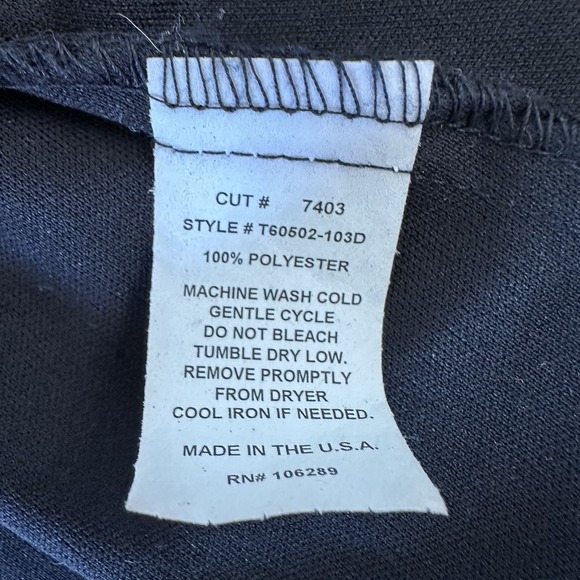 CUT # 7403
STYLE # T60502-103D
100% POLYESTER
MACHINE WASH COLD
GENTLE CYCLE
DO NOT BLEACH
TUMBLE DRY LOW.
REMOVE PROMPTLY
FROM DRYER
COOL IRON IF NEEDED.
MADE IN THE U.S.A.
RN# 106289